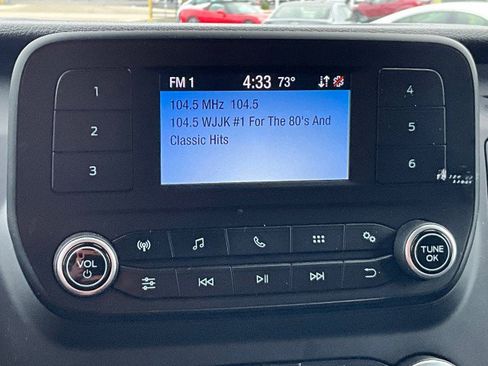 FM 1 4:33 73°
104.5 MHz 104.5
104.5 WJJK #1 For The 80's And
Classic Hits
1
2
3
4
5
6
VOL
TUNE
OK